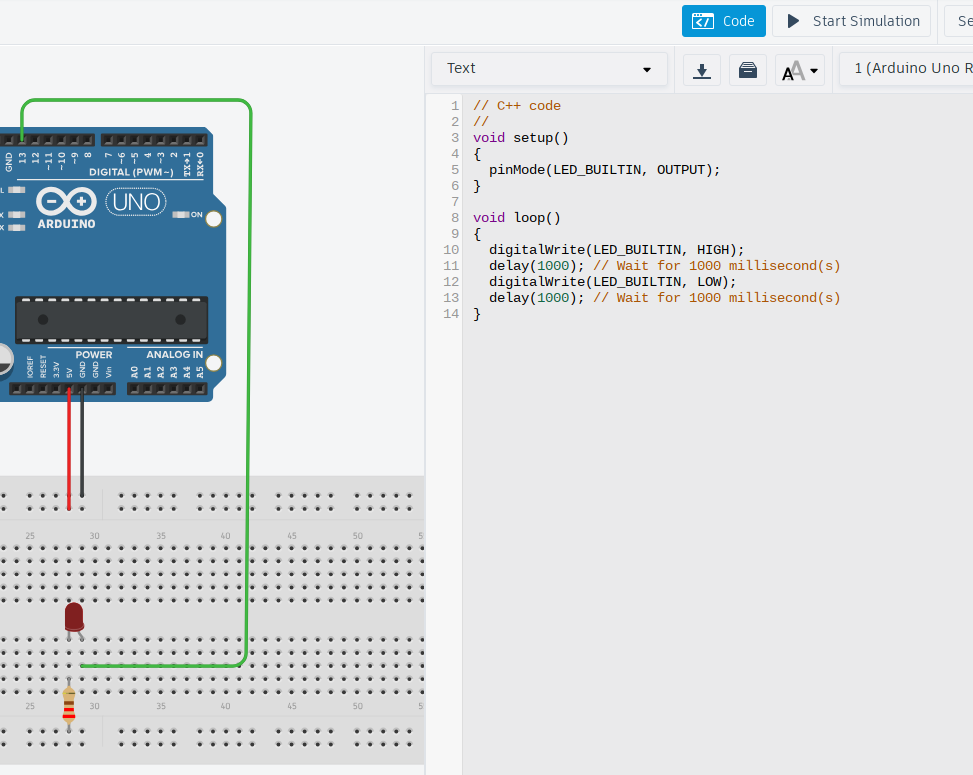 Code
Start Simulation
Se
Text
AA
1 (Arduino Uno R
1 // C++ code
2 //
3 void setup()
4 {
5 pinMode(LED_BUILTIN, OUTPUT);
6 }
7
8 void loop()
9 {
10 digitalWrite(LED_BUILTIN, HIGH);
11 delay(1000); // Wait for 1000 millisecond(s)
12 digitalWrite(LED_BUILTIN, LOW);
13 delay(1000); // Wait for 1000 millisecond(s)
14 }
GND 13 12 ~11 ~10 ~9 8 7 ~6 ~5 4 ~3 2 TX→1 RX←0
DIGITAL (PWM~)
L
UNO
X
ON
X
ARDUINO
POWER ANALOG IN
IOREF RESET 3.3V 5V GND GND Vin A0 A1 A2 A3 A4 A5
25 30 35 40 45 50 5
25 30 35 40 45 50 5